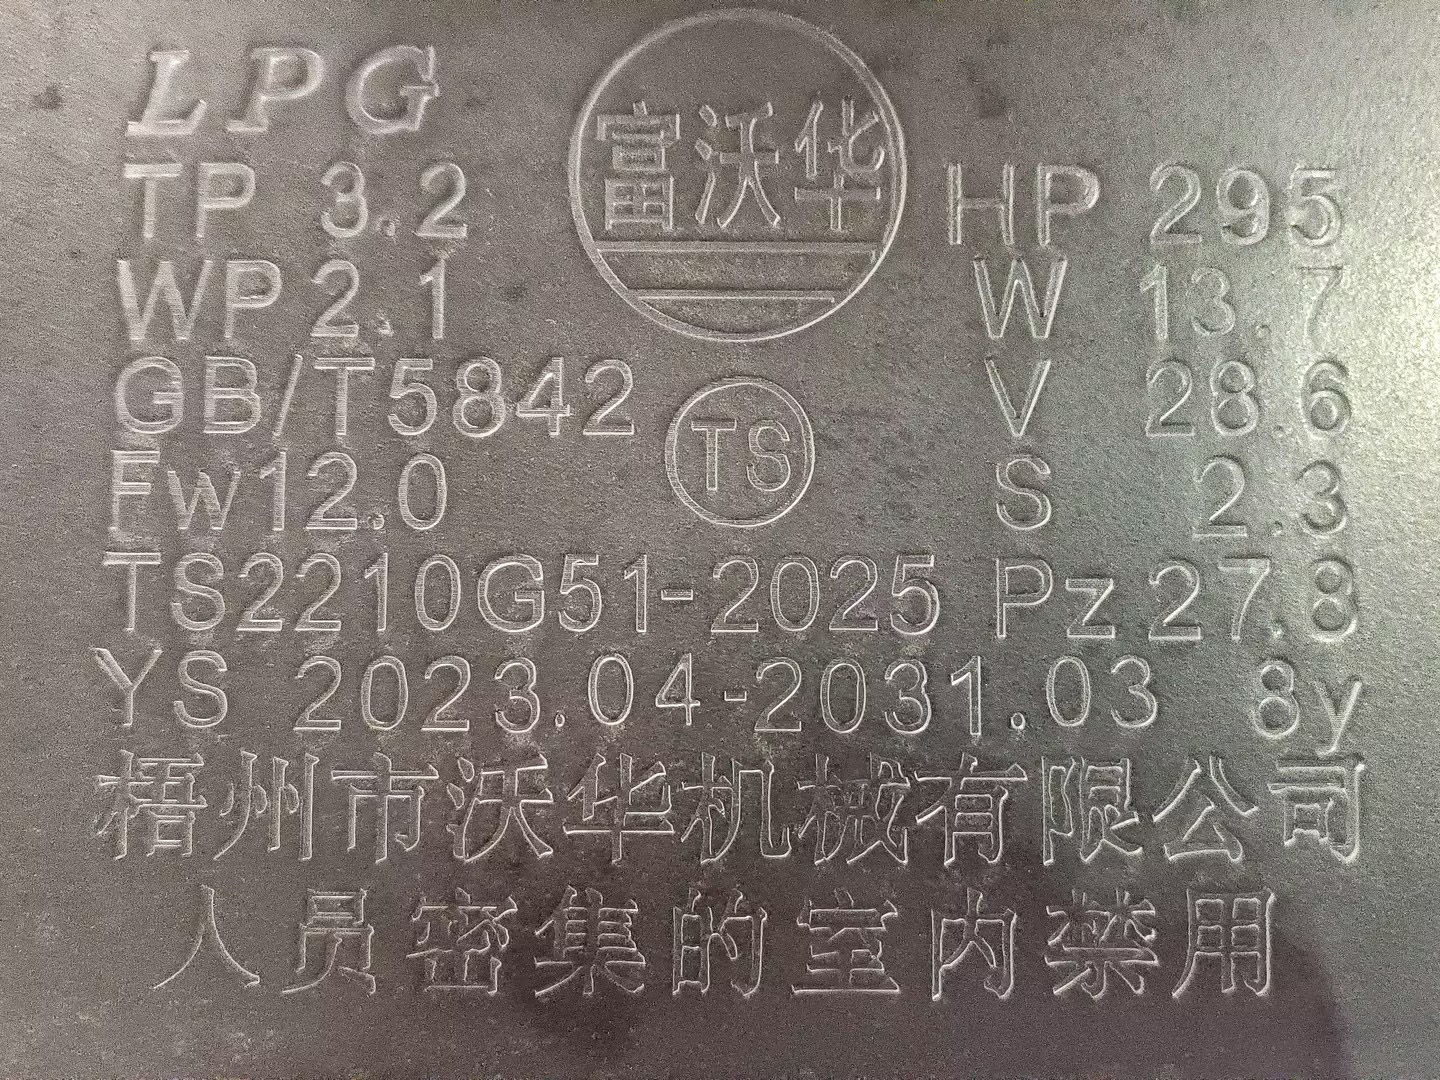 LPG
富沃华
TP 3.2
HP 295
WP 2.1
W 13.7
GB/T5842
V 28.6
TS
Fw12.0
S 2.3
TS2210G51-2025 Pz 27.8
YS 2023.04-2031.03 8y
梧州市沃华机械有限公司
人员密集的室内禁用